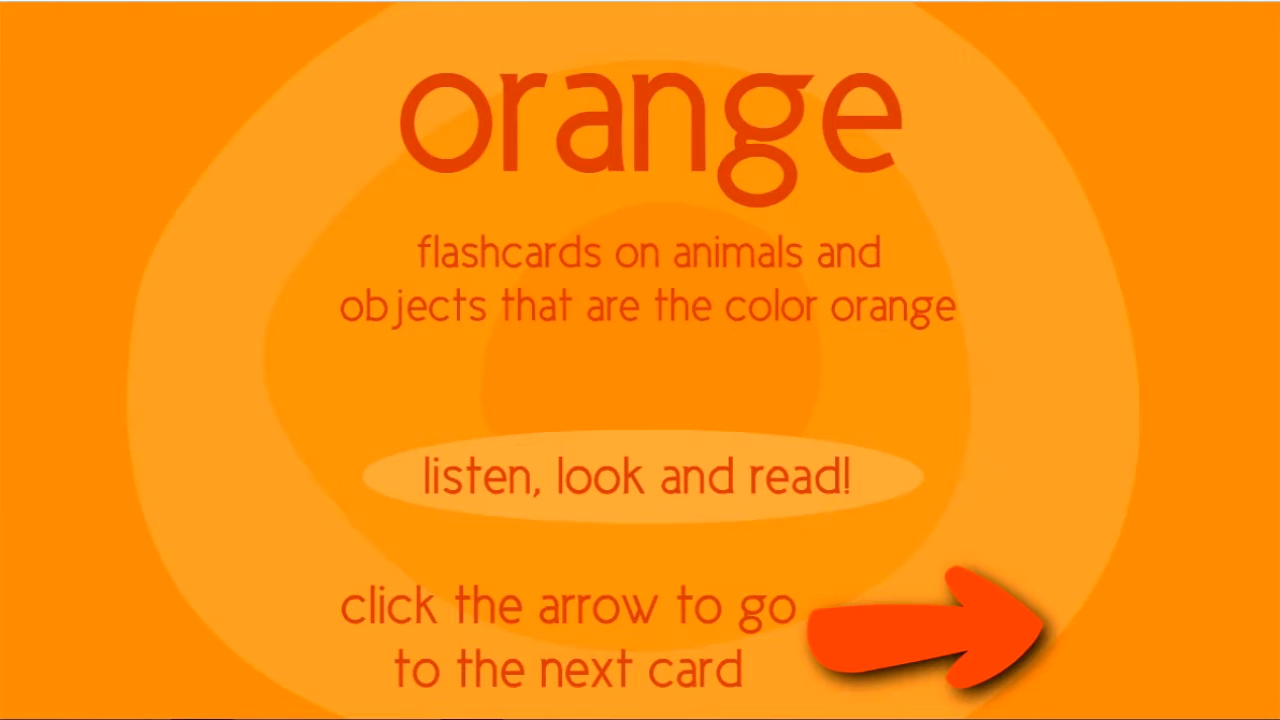 orange
flashcards on animals and
objects that are the color orange
listen, look and read!
click the arrow to go
to the next card